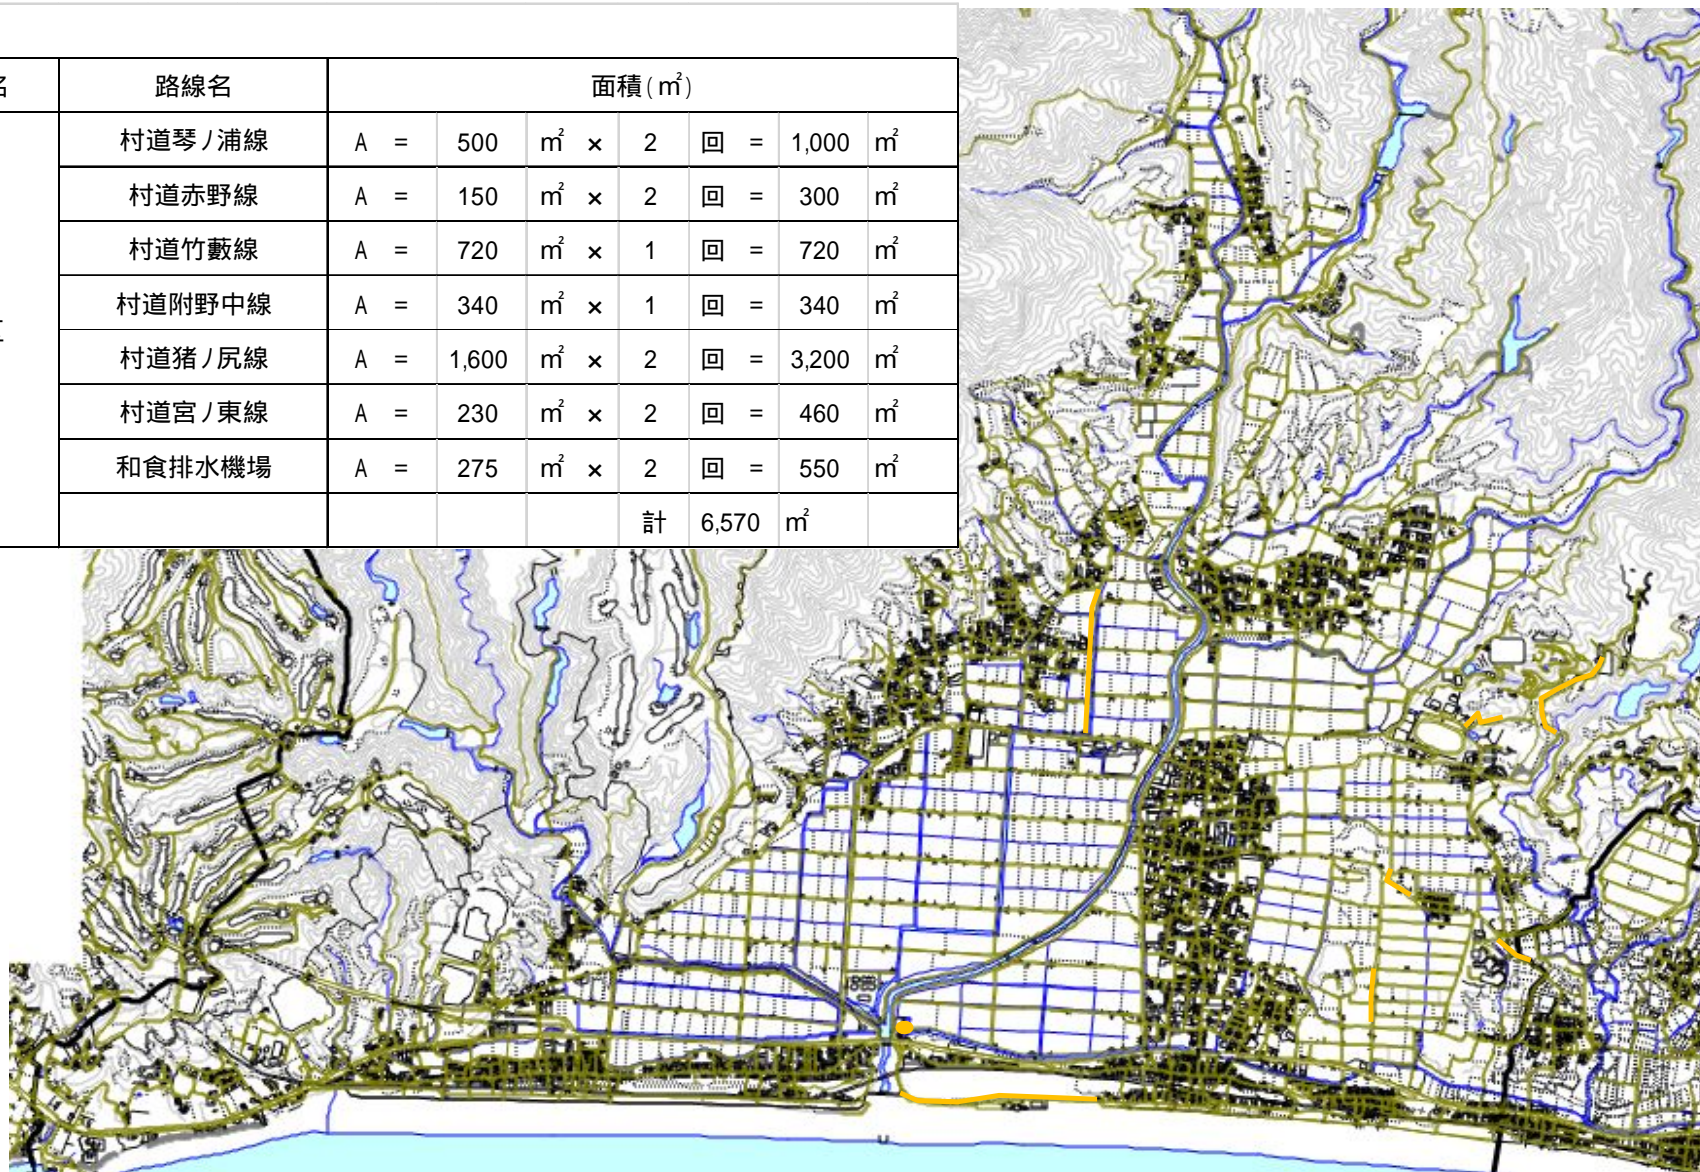 名 路線名 面積(㎡)
村道琴ノ浦線 A = 500 ㎡ × 2 回 = 1,000 ㎡
村道赤野線 A = 150 ㎡ × 2 回 = 300 ㎡
村道竹藪線 A = 720 ㎡ × 1 回 = 720 ㎡
村道附野中線 A = 340 ㎡ × 1 回 = 340 ㎡
村道猪ノ尻線 A = 1,600 ㎡ × 2 回 = 3,200 ㎡
村道宮ノ東線 A = 230 ㎡ × 2 回 = 460 ㎡
和食排水機場 A = 275 ㎡ × 2 回 = 550 ㎡
計 6,570 ㎡